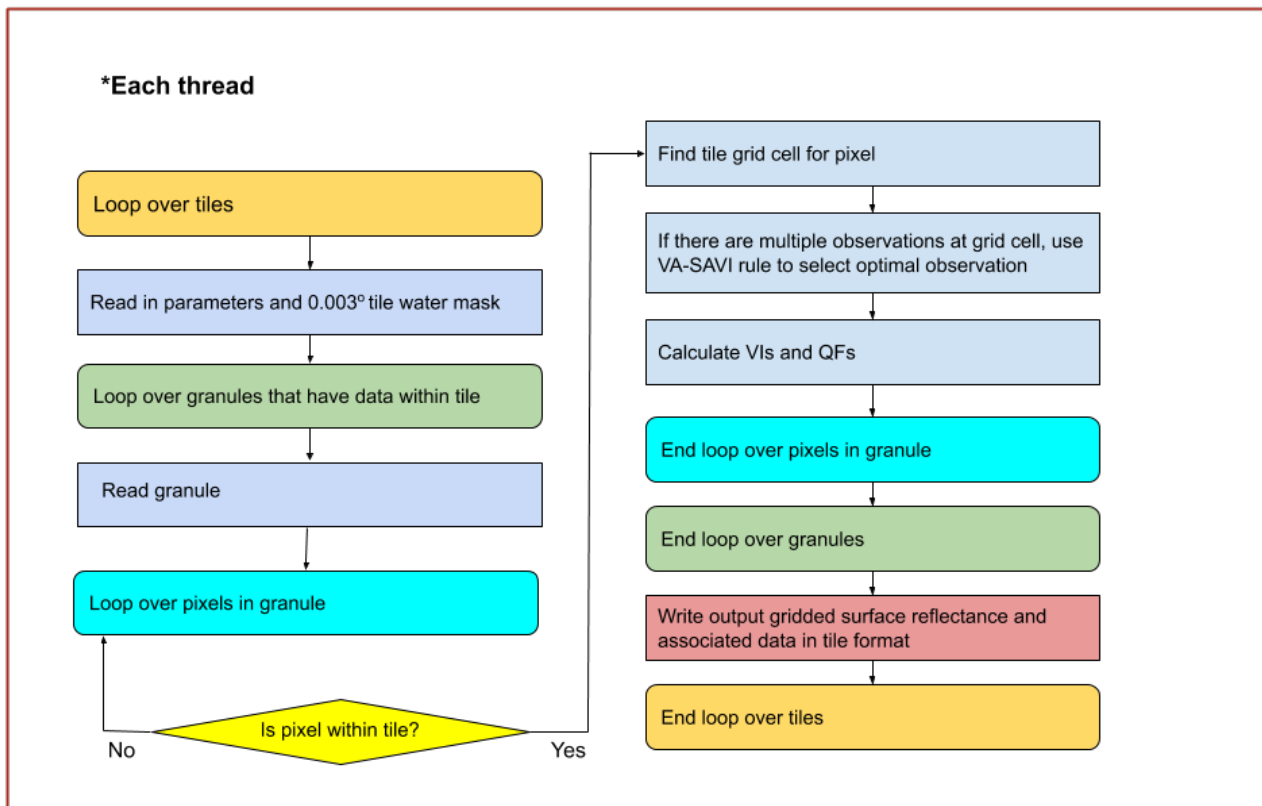 *Each thread
Loop over tiles
Read in parameters and 0.003º tile water mask
Loop over granules that have data within tile
Read granule
Loop over pixels in granule
Is pixel within tile?
No
Yes
Find tile grid cell for pixel
If there are multiple observations at grid cell, use
VA-SAVI rule to select optimal observation
Calculate VIs and QFs
End loop over pixels in granule
End loop over granules
Write output gridded surface reflectance and
associated data in tile format
End loop over tiles